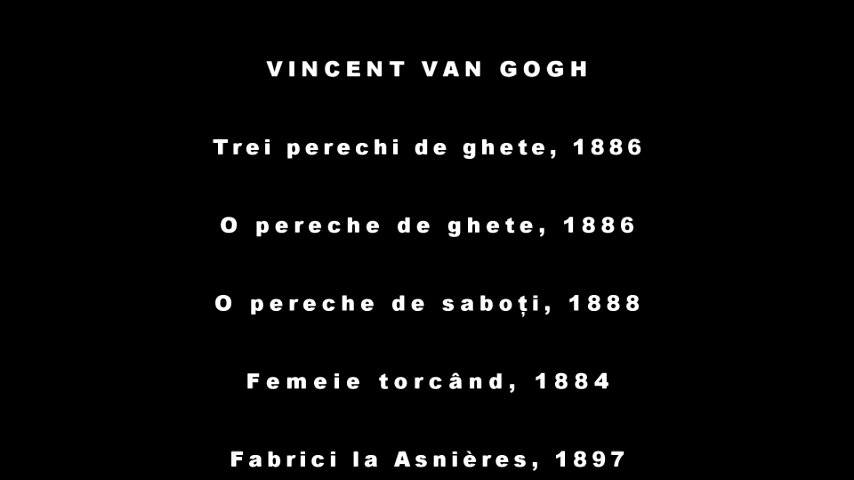 VINCENT VAN GOGH
Trei perechi de ghete, 1886
O pereche de ghete, 1886
O pereche de saboți, 1888
Femeie torcând, 1884
Fabrici la Asnières, 1897